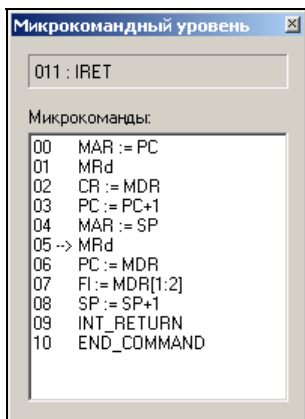 Микрокомандный уровень
011 : IRET
Микрокоманды:
00 MAR := PC
01 MRd
02 CR := MDR
03 PC := PC+1
04 MAR := SP
05 --> MRd
06 PC := MDR
07 FI := MDR[1:2]
08 SP := SP+1
09 INT_RETURN
10 END_COMMAND